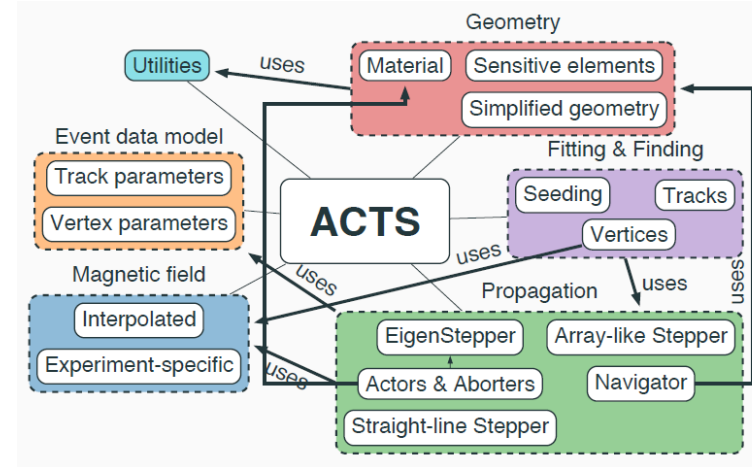 Geometry
Utilities
uses
Material
Sensitive elements
Simplified geometry
Event data model
Track parameters
Vertex parameters
ACTS
Fitting & Finding
Seeding
Tracks
Vertices
uses
uses
uses
uses
Magnetic field
Interpolated
Experiment-specific
uses
Propagation
EigenStepper
Array-like Stepper
Actors & Aborters
Navigator
Straight-line Stepper